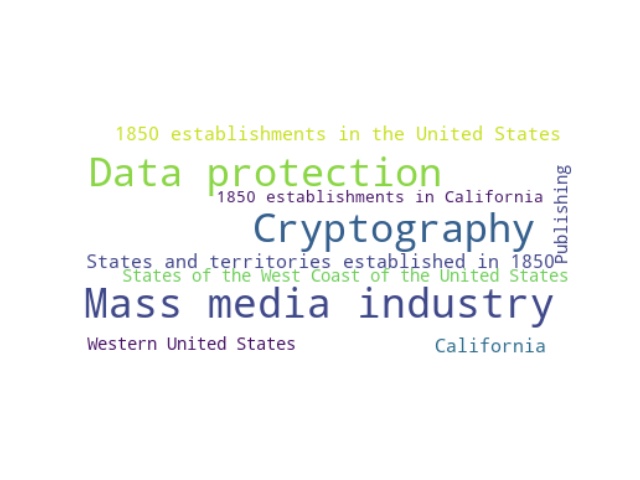 1850 establishments in the United States
Data protection
Publishing
1850 establishments in California
Cryptography
States and territories established in 1850
States of the West Coast of the United States
Mass media industry
Western United States
California